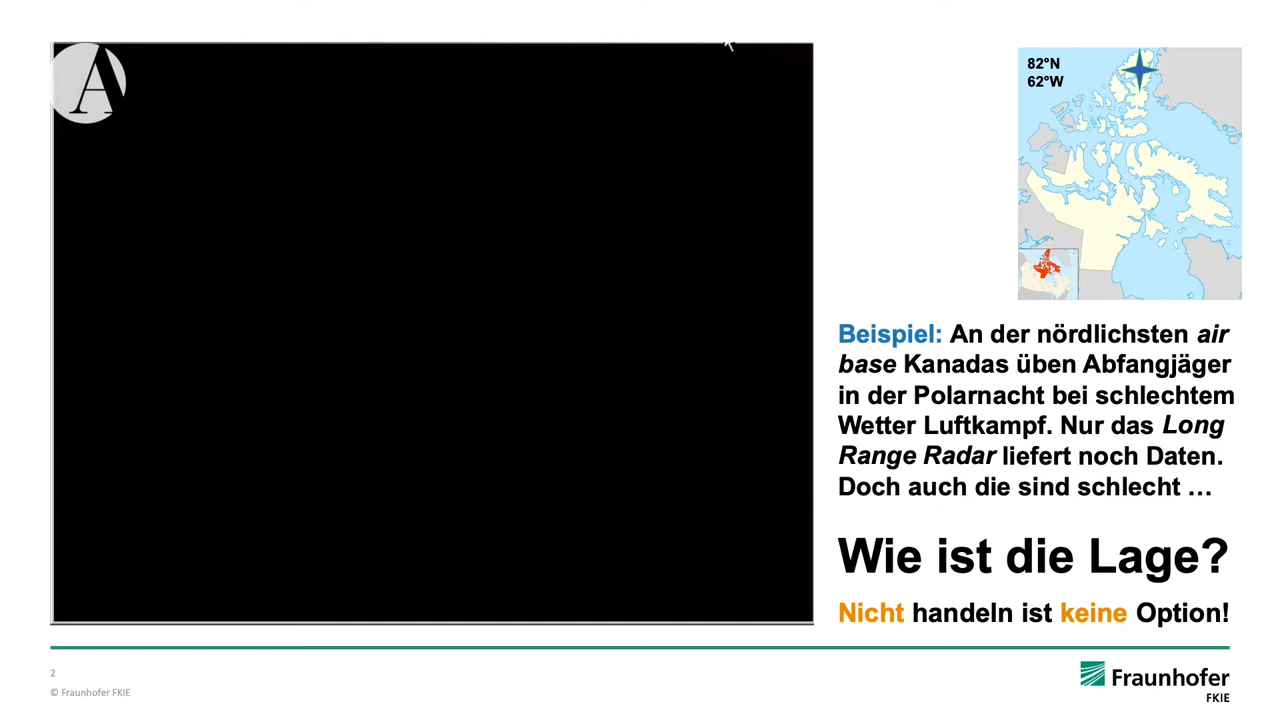 A
82°N
62°W
Beispiel: An der nördlichsten air
base Kanadas üben Abfangjäger
in der Polarnacht bei schlechtem
Wetter Luftkampf. Nur das Long
Range Radar liefert noch Daten.
Doch auch die sind schlecht …
Wie ist die Lage?
Nicht handeln ist keine Option!
2
© Fraunhofer FKIE
Fraunhofer
FKIE